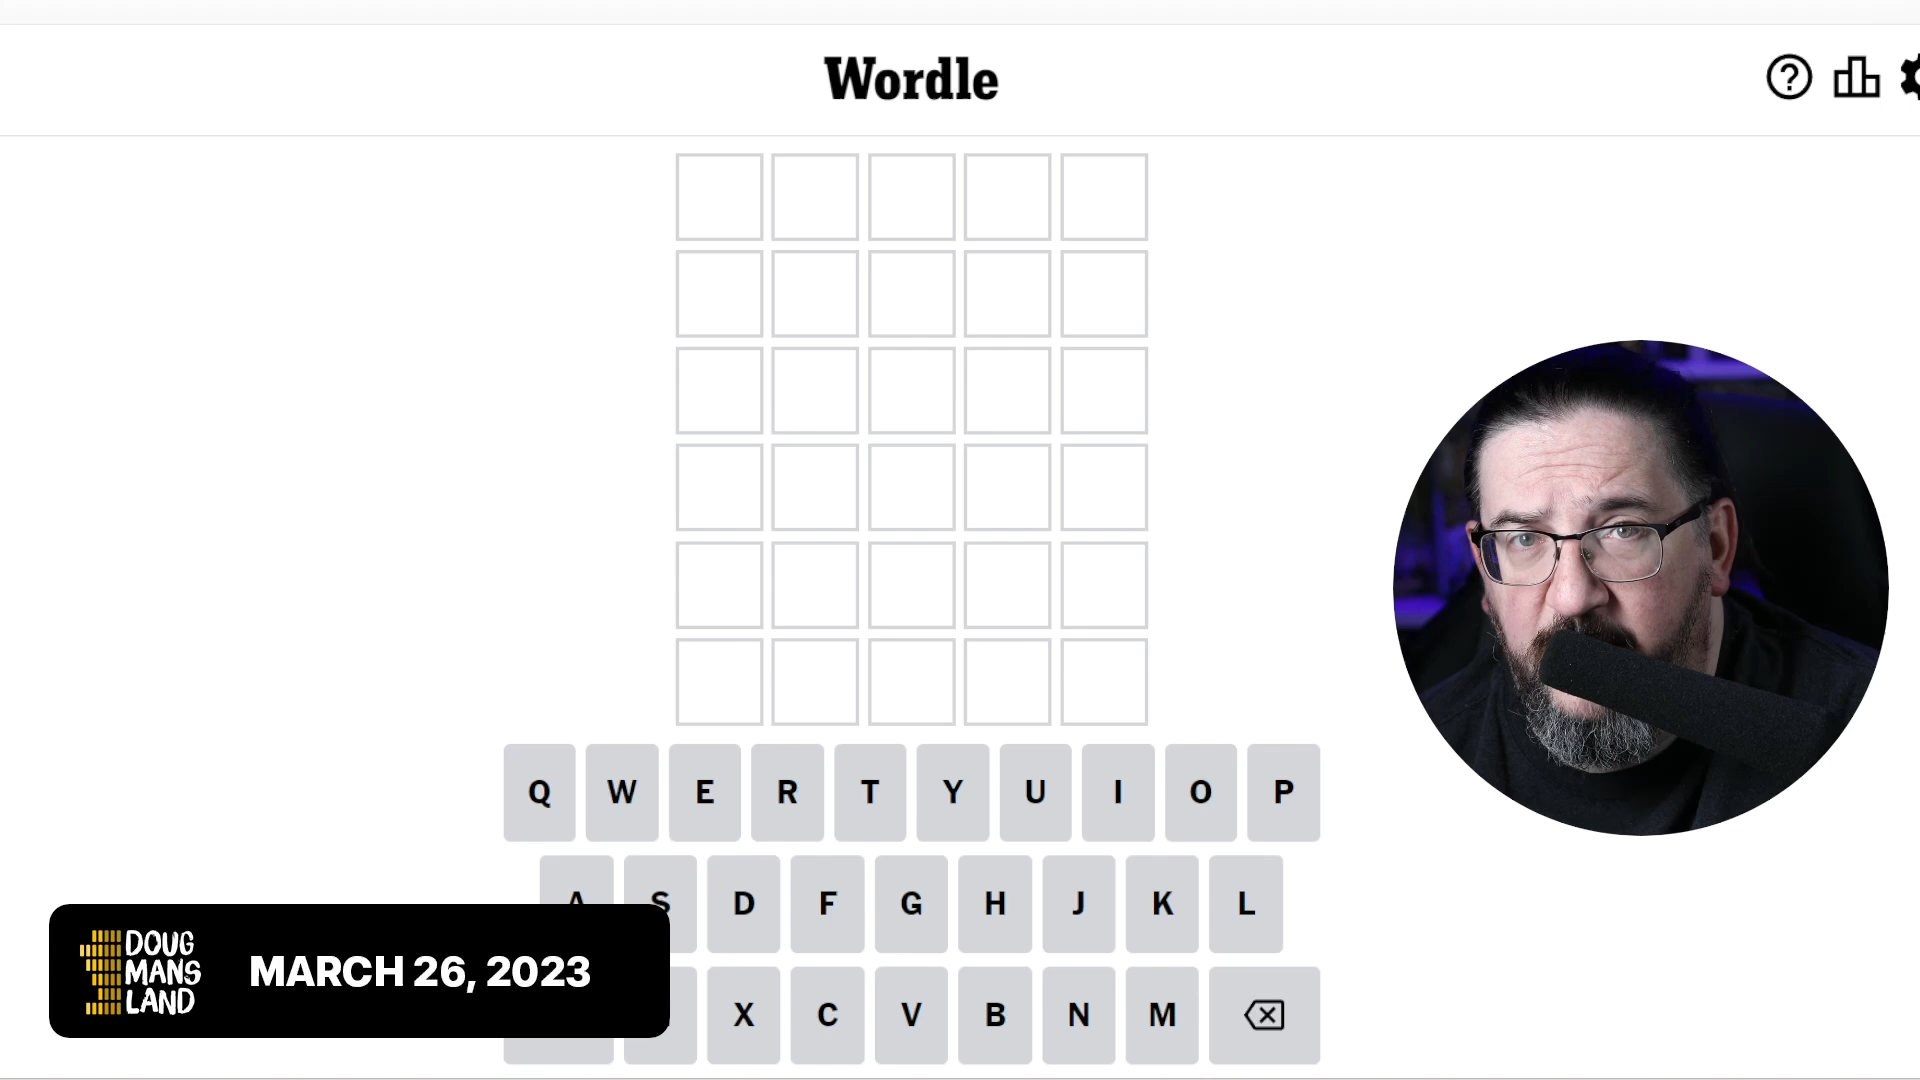 Wordle
Q W E R T Y U I O P
A S D F G H J K L
X C V B N M
DOUG
MANS
LAND
MARCH 26, 2023